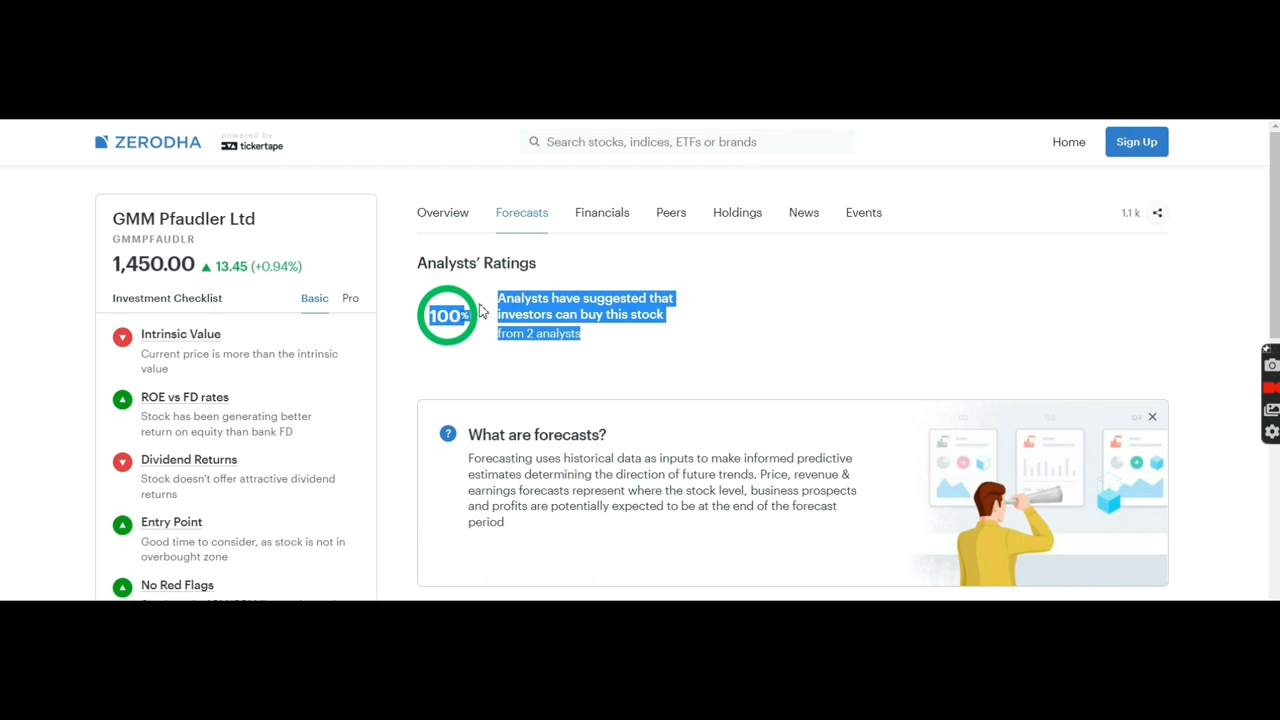 ZERODHA
powered by
tickertape
Search stocks, indices, ETFs or brands
Home
Sign Up
GMM Pfaudler Ltd
GMMPFAUDLR
1,450.00 ▲ 13.45 (+0.94%)
Investment Checklist
Basic
Pro
Intrinsic Value
Current price is more than the intrinsic
value
ROE vs FD rates
Stock has been generating better
return on equity than bank FD
Dividend Returns
Stock doesn't offer attractive dividend
returns
Entry Point
Good time to consider, as stock is not in
overbought zone
No Red Flags
Overview
Forecasts
Financials
Peers
Holdings
News
Events
1.1 k
Analysts' Ratings
100%
Analysts have suggested that
investors can buy this stock
from 2 analysts
? What are forecasts?
Forecasting uses historical data as inputs to make informed predictive
estimates determining the direction of future trends. Price, revenue &
earnings forecasts represent where the stock level, business prospects
and profits are potentially expected to be at the end of the forecast
period
Q2
Q3
Q4